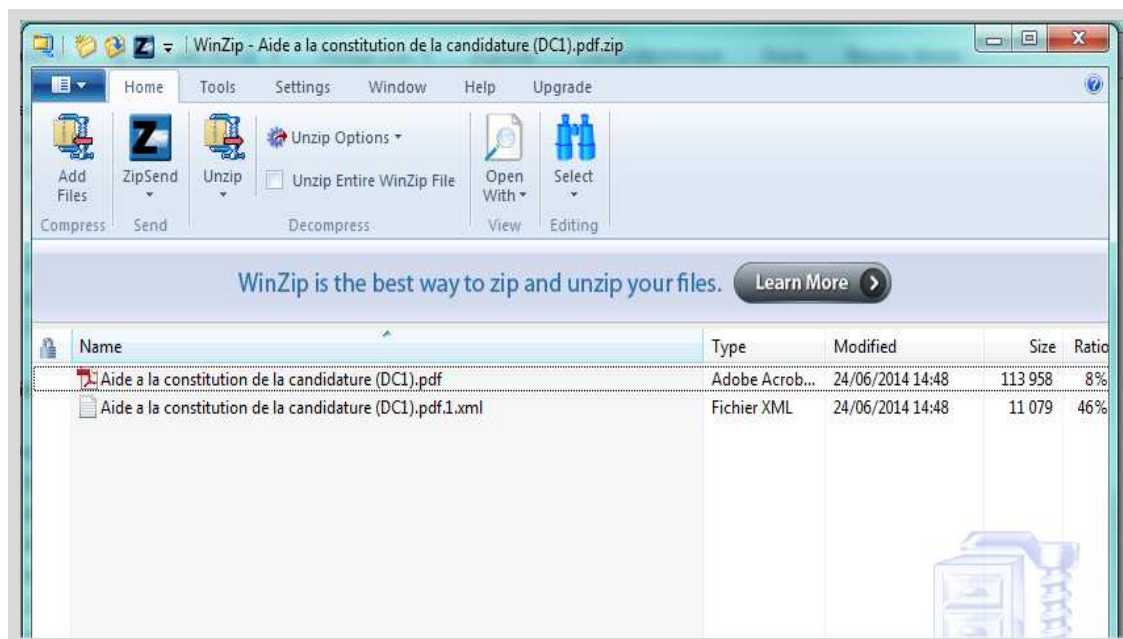 WinZip - Aide a la constitution de la candidature (DC1).pdf.zip
Home Tools Settings Window Help Upgrade
Add Files
ZipSend
Unzip
Unzip Options
Unzip Entire WinZip File
Open With
Select
Compress Send Decompress View Editing
WinZip is the best way to zip and unzip your files. Learn More
Name Type Modified Size Ratio
Aide a la constitution de la candidature (DC1).pdf Adobe Acrob... 24/06/2014 14:48 113 958 8%
Aide a la constitution de la candidature (DC1).pdf.1.xml Fichier XML 24/06/2014 14:48 11 079 46%